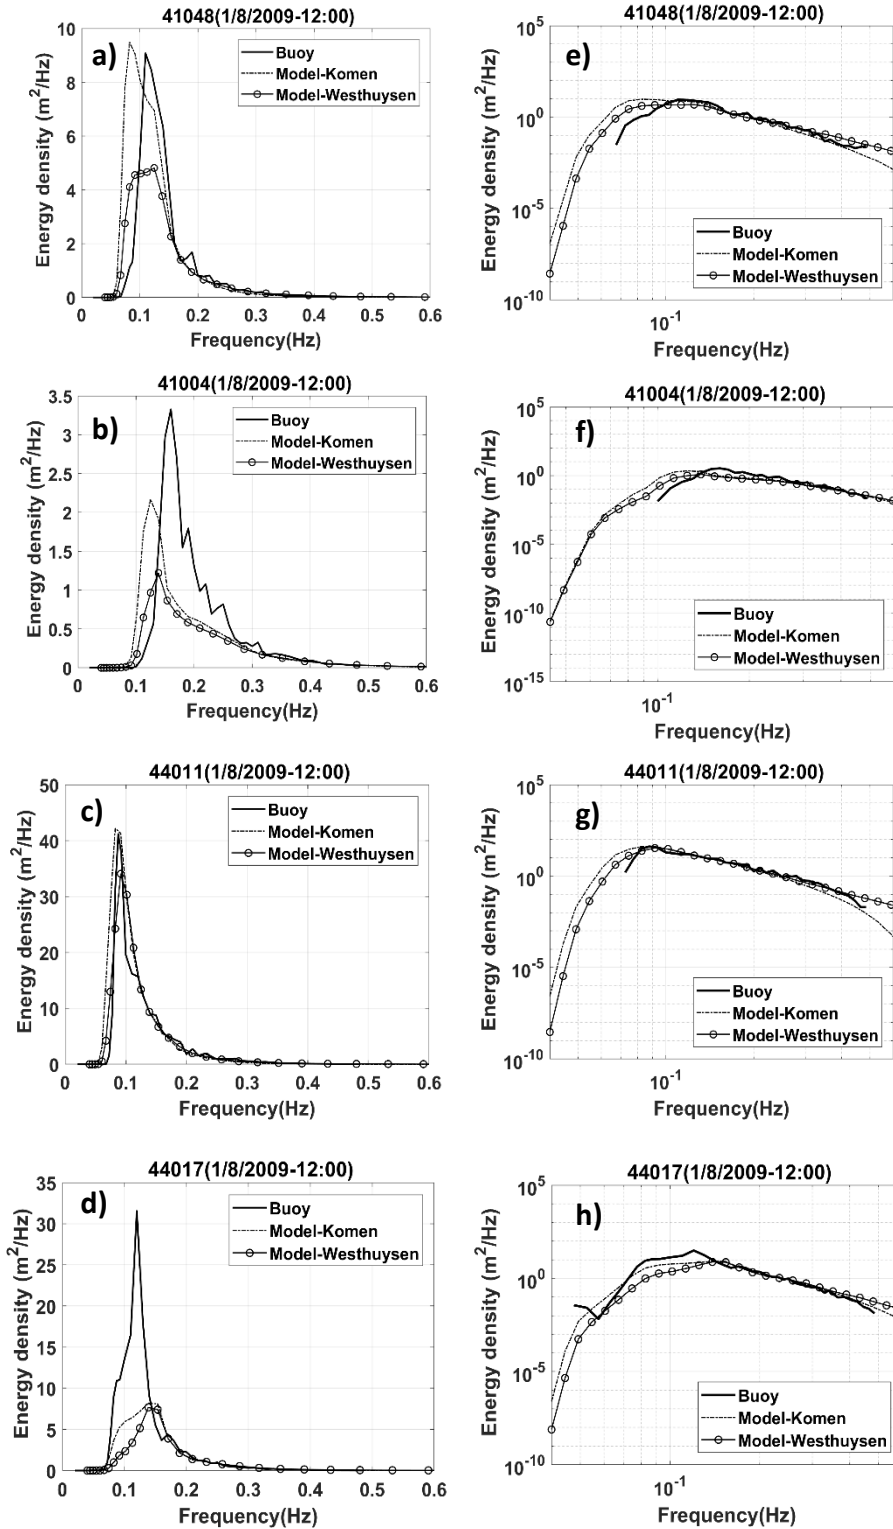 41048(1/8/2009-12:00)
a)
Buoy
Model-Komen
Model-Westhuysen
Energy density (m²/Hz)
10
8
6
4
2
0
0 0.1 0.2 0.3 0.4 0.5 0.6
Frequency(Hz)
41048(1/8/2009-12:00)
e)
Buoy
Model-Komen
Model-Westhuysen
Energy density (m²/Hz)
10⁵
10⁰
10⁻⁵
10⁻¹⁰
10⁻¹
Frequency(Hz)
41004(1/8/2009-12:00)
b)
Buoy
Model-Komen
Model-Westhuysen
Energy density (m²/Hz)
3.5
3
2.5
2
1.5
1
0.5
0
0 0.1 0.2 0.3 0.4 0.5 0.6
Frequency(Hz)
41004(1/8/2009-12:00)
f)
Buoy
Model-Komen
Model-Westhuysen
Energy density (m²/Hz)
10⁵
10⁰
10⁻⁵
10⁻¹⁰
10⁻¹⁵
10⁻¹
Frequency(Hz)
44011(1/8/2009-12:00)
c)
Buoy
Model-Komen
Model-Westhuysen
Energy density (m²/Hz)
50
40
30
20
10
0
0 0.1 0.2 0.3 0.4 0.5 0.6
Frequency(Hz)
44011(1/8/2009-12:00)
g)
Buoy
Model-Komen
Model-Westhuysen
Energy density (m²/Hz)
10⁵
10⁰
10⁻⁵
10⁻¹⁰
10⁻¹
Frequency(Hz)
44017(1/8/2009-12:00)
d)
Buoy
Model-Komen
Model-Westhuysen
Energy density (m²/Hz)
35
30
25
20
15
10
5
0
0 0.1 0.2 0.3 0.4 0.5 0.6
Frequency(Hz)
44017(1/8/2009-12:00)
h)
Buoy
Model-Komen
Model-Westhuysen
Energy density (m²/Hz)
10⁵
10⁰
10⁻⁵
10⁻¹⁰
10⁻¹
Frequency(Hz)